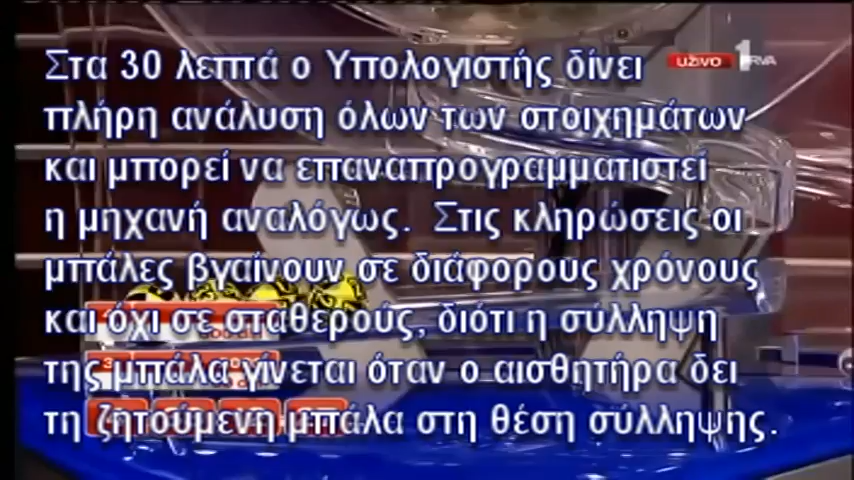 Στα 30 λεπτά ο Υπολογιστής δίνει
UŽIVO 1 PRVA
πλήρη ανάλυση όλων των στοιχημάτων
και μπορεί να επαναπρογραμματιστεί
η μηχανή αναλόγως. Στις κληρώσεις οι
μπάλες βγαίνουν σε διάφορους χρόνους
και όχι σε σταθερούς, διότι η σύλληψη
της μπάλα γίνεται όταν ο αισθητήρα δει
τη ζητούμενη μπάλα στη θέση σύλληψης.